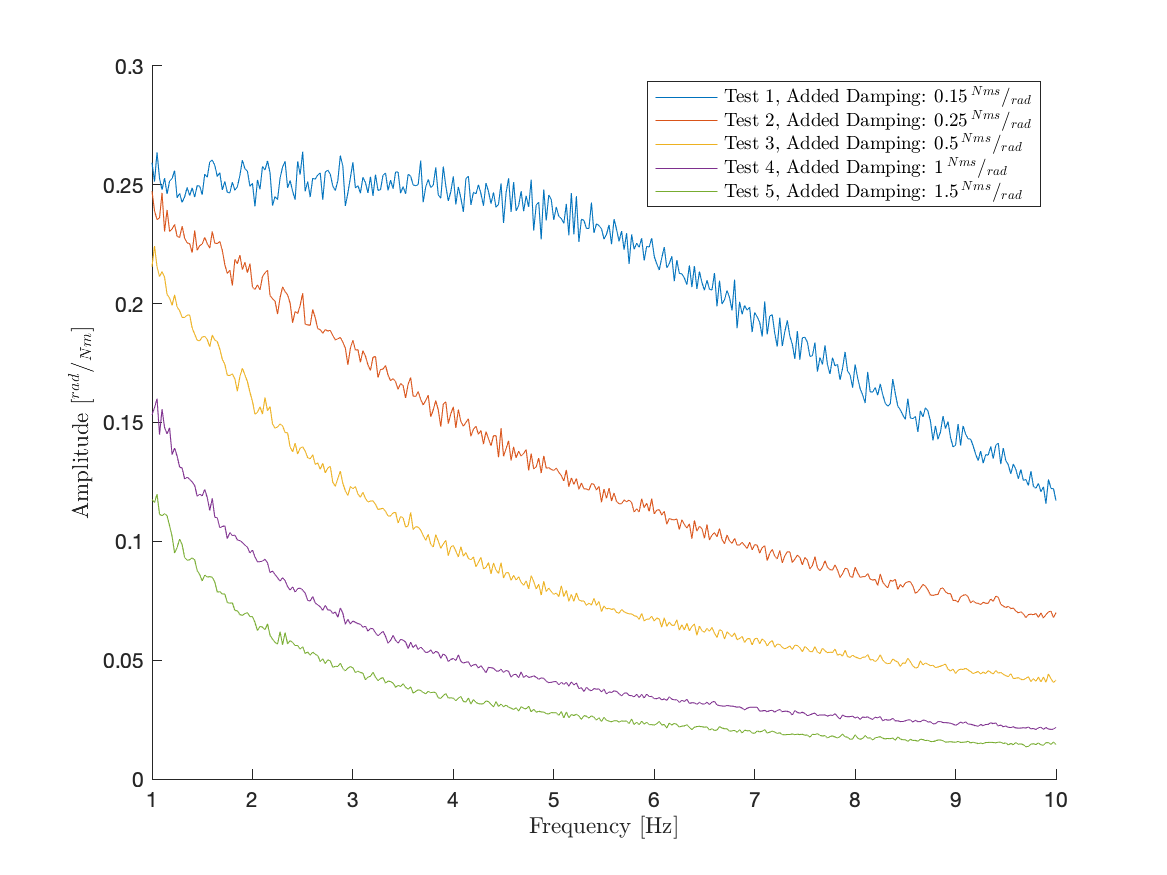 0.3
0.25
0.2
0.15
0.1
0.05
0
Amplitude [rad/Nm]
Test 1, Added Damping: 0.15 Nms/rad
Test 2, Added Damping: 0.25 Nms/rad
Test 3, Added Damping: 0.5 Nms/rad
Test 4, Added Damping: 1 Nms/rad
Test 5, Added Damping: 1.5 Nms/rad
1 2 3 4 5 6 7 8 9 10
Frequency [Hz]